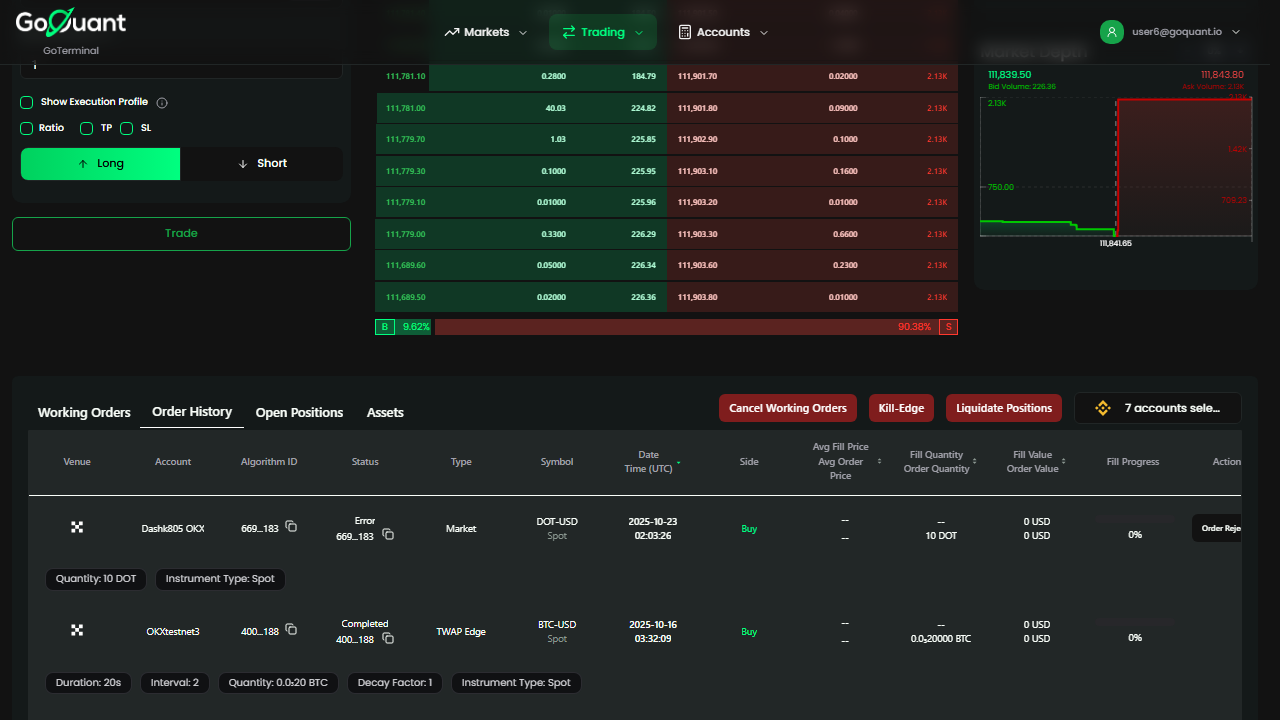 GoQuant
GoTerminal
Markets
Trading
Accounts
user6@goquant.io
Market Depth
Show Execution Profile
Ratio
TP
SL
Long
Short
Trade
111,781.10 0.2800 184.79 111,901.70 0.02000 2.13K
111,781.00 40.03 224.82 111,901.80 0.09000 2.13K
111,779.70 1.03 225.85 111,902.90 0.1000 2.13K
111,779.30 0.1000 225.95 111,903.10 0.1600 2.13K
111,779.10 0.01000 225.96 111,903.20 0.01000 2.13K
111,779.00 0.3300 226.29 111,903.30 0.6600 2.13K
111,689.60 0.05000 226.34 111,903.60 0.2300 2.13K
111,689.50 0.02000 226.36 111,903.80 0.01000 2.13K
B 9.62% 90.38% S
111,839.50 111,843.80
Bid Volume: 226.36 Ask Volume: 2.13K
2.13K
1.42K
750.00
709.23
111,841.65
Working Orders
Order History
Open Positions
Assets
Cancel Working Orders
Kill-Edge
Liquidate Positions
7 accounts sele...
Venue
Account
Algorithm ID
Status
Type
Symbol
Date
Time (UTC)
Side
Avg Fill Price
Avg Order
Price
Fill Quantity
Order Quantity
Fill Value
Order Value
Fill Progress
Action
Dashk805 OKX
669...183
Error
669...183
Market
DOT-USD
Spot
2025-10-23
02:03:26
Buy
--
--
--
10 DOT
0 USD
0 USD
0%
Order Reje
Quantity: 10 DOT
Instrument Type: Spot
OKXtestnet3
400...188
Completed
400...188
TWAP Edge
BTC-USD
Spot
2025-10-16
03:32:09
Buy
--
--
--
0.0₅20000 BTC
0 USD
0 USD
0%
Duration: 20s
Interval: 2
Quantity: 0.0₅20 BTC
Decay Factor: 1
Instrument Type: Spot